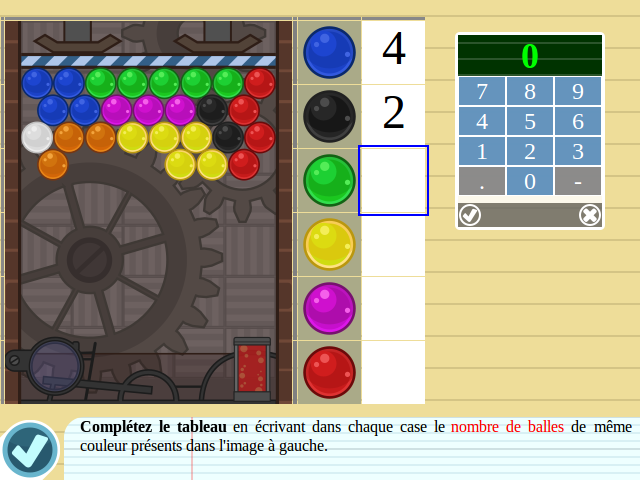 4
2
0
7 8 9
4 5 6
1 2 3
. 0 -
Complétez le tableau en écrivant dans chaque case le nombre de balles de même
couleur présents dans l'image à gauche.